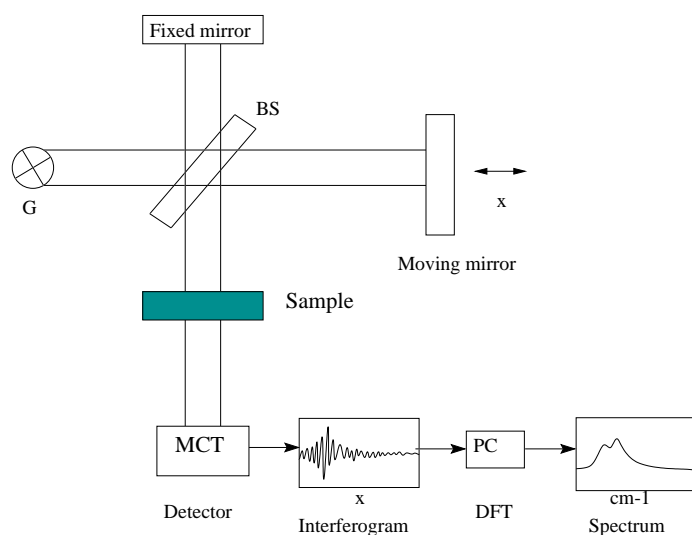 Fixed mirror
BS
G
x
Moving mirror
Sample
MCT
PC
x
cm-1
Detector
Interferogram
DFT
Spectrum